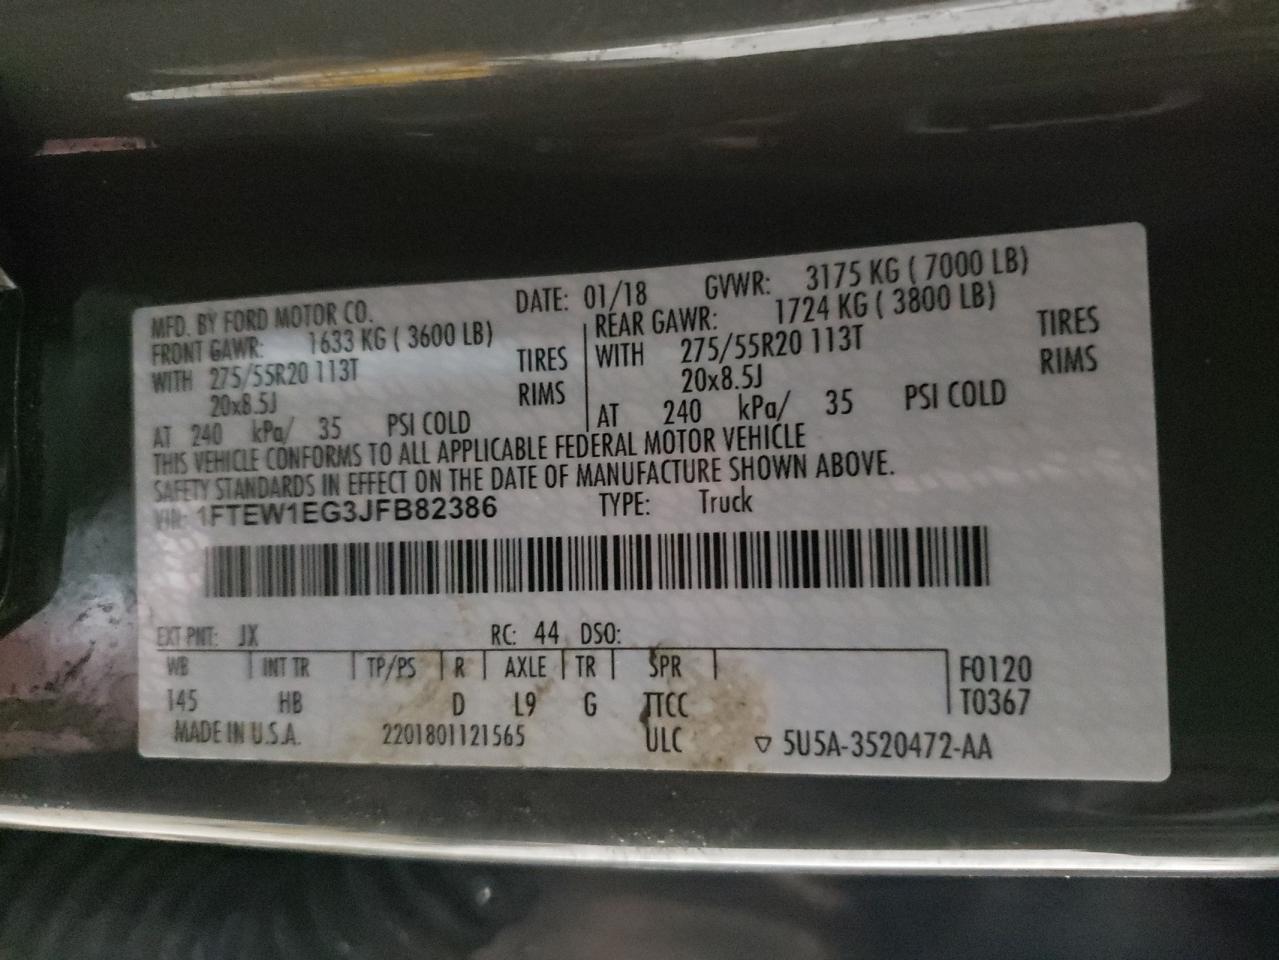 MFD. BY FORD MOTOR CO. DATE: 01/18 GVWR: 3175 KG ( 7000 LB)
FRONT GAWR: 1633 KG ( 3600 LB) REAR GAWR: 1724 KG ( 3800 LB)
WITH 275/55R20 113T TIRES WITH 275/55R20 113T TIRES
20x8.5J RIMS 20x8.5J RIMS
AT 240 kPa/ 35 PSI COLD AT 240 kPa/ 35 PSI COLD
THIS VEHICLE CONFORMS TO ALL APPLICABLE FEDERAL MOTOR VEHICLE
SAFETY STANDARDS IN EFFECT ON THE DATE OF MANUFACTURE SHOWN ABOVE.
VIN: 1FTEW1EG3JFB82386 TYPE: Truck
EXT PNT: JX RC: 44 DSO:
WB INT TR TP/PS R AXLE TR SPR F0120
145 HB D L9 G TTCC T0367
MADE IN U.S.A. 2201801121565 ULC ▽ 5U5A-3520472-AA